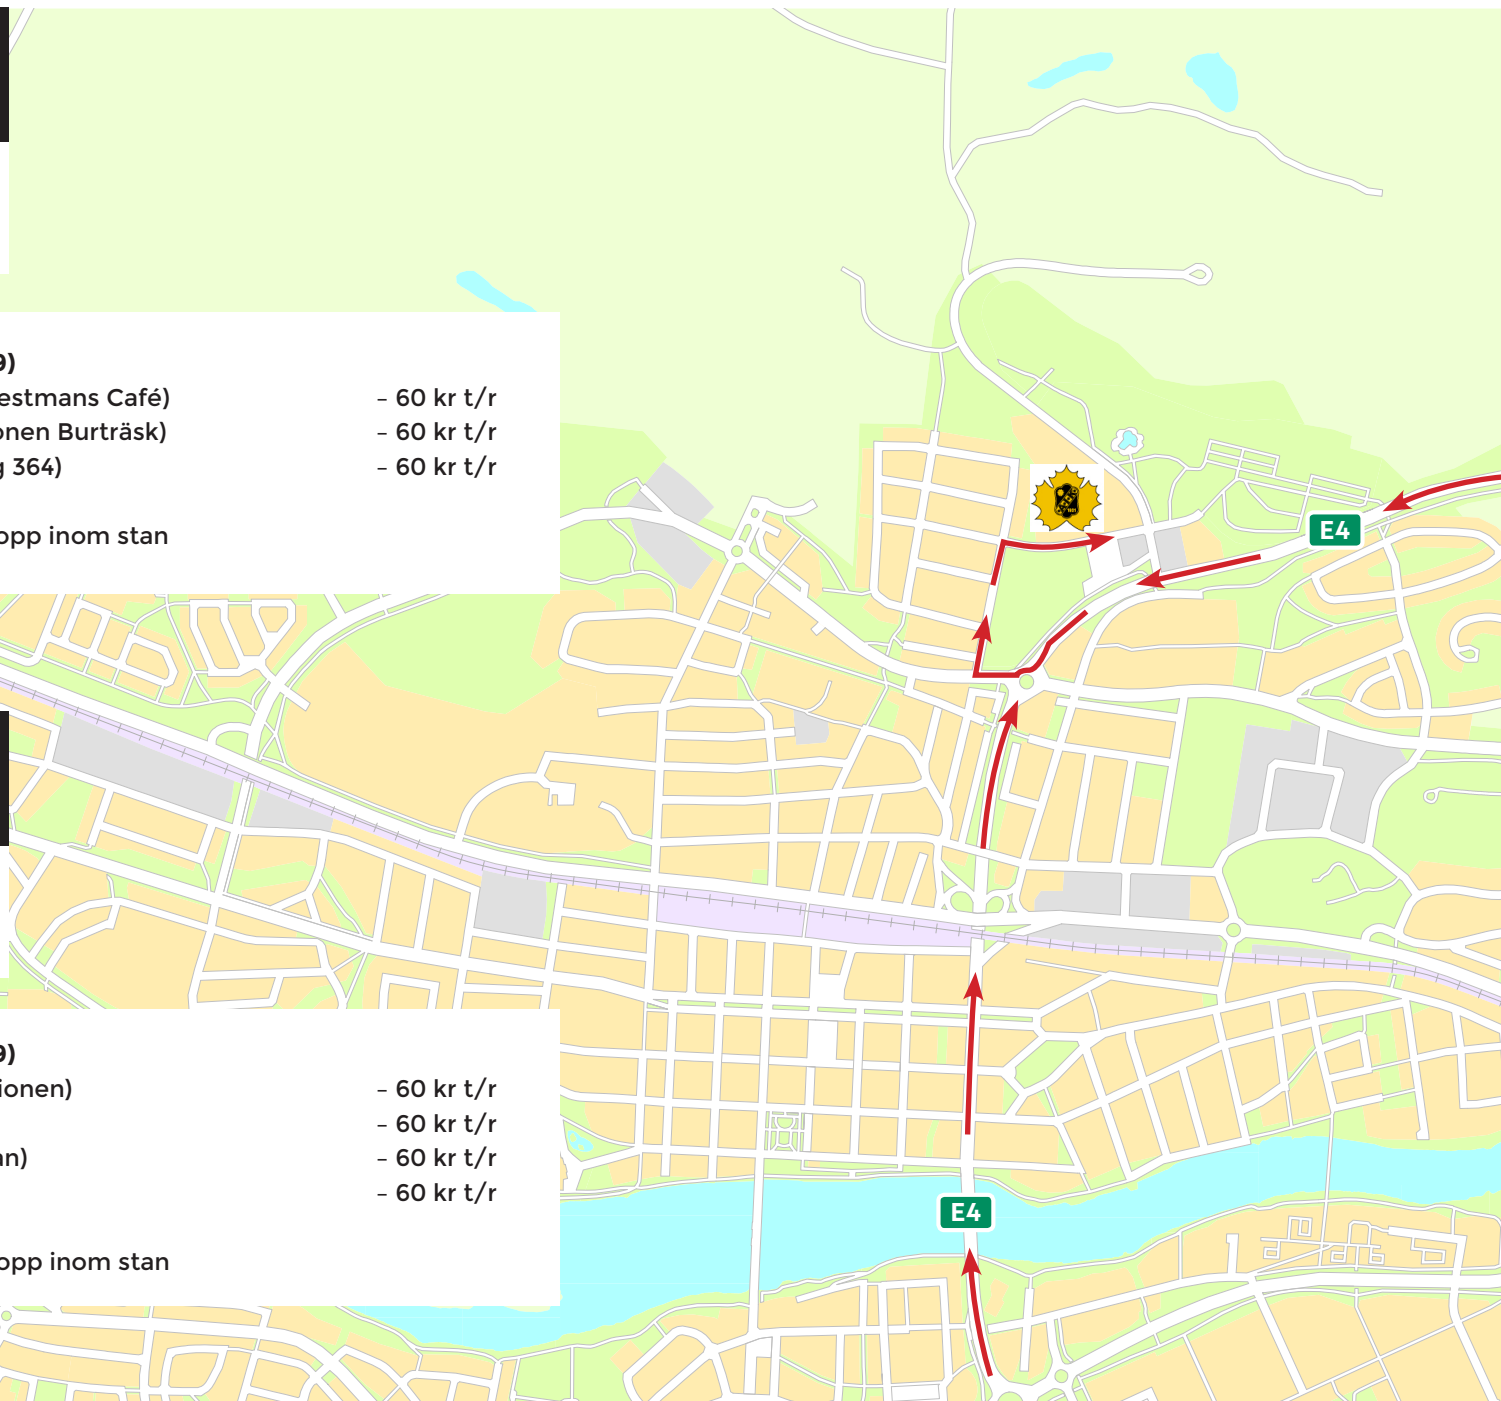 9)
estmans Café) – 60 kr t/r
onen Burträsk) – 60 kr t/r
g 364) – 60 kr t/r
opp inom stan
E4
9)
ionen) – 60 kr t/r
– 60 kr t/r
an) – 60 kr t/r
– 60 kr t/r
E4
opp inom stan